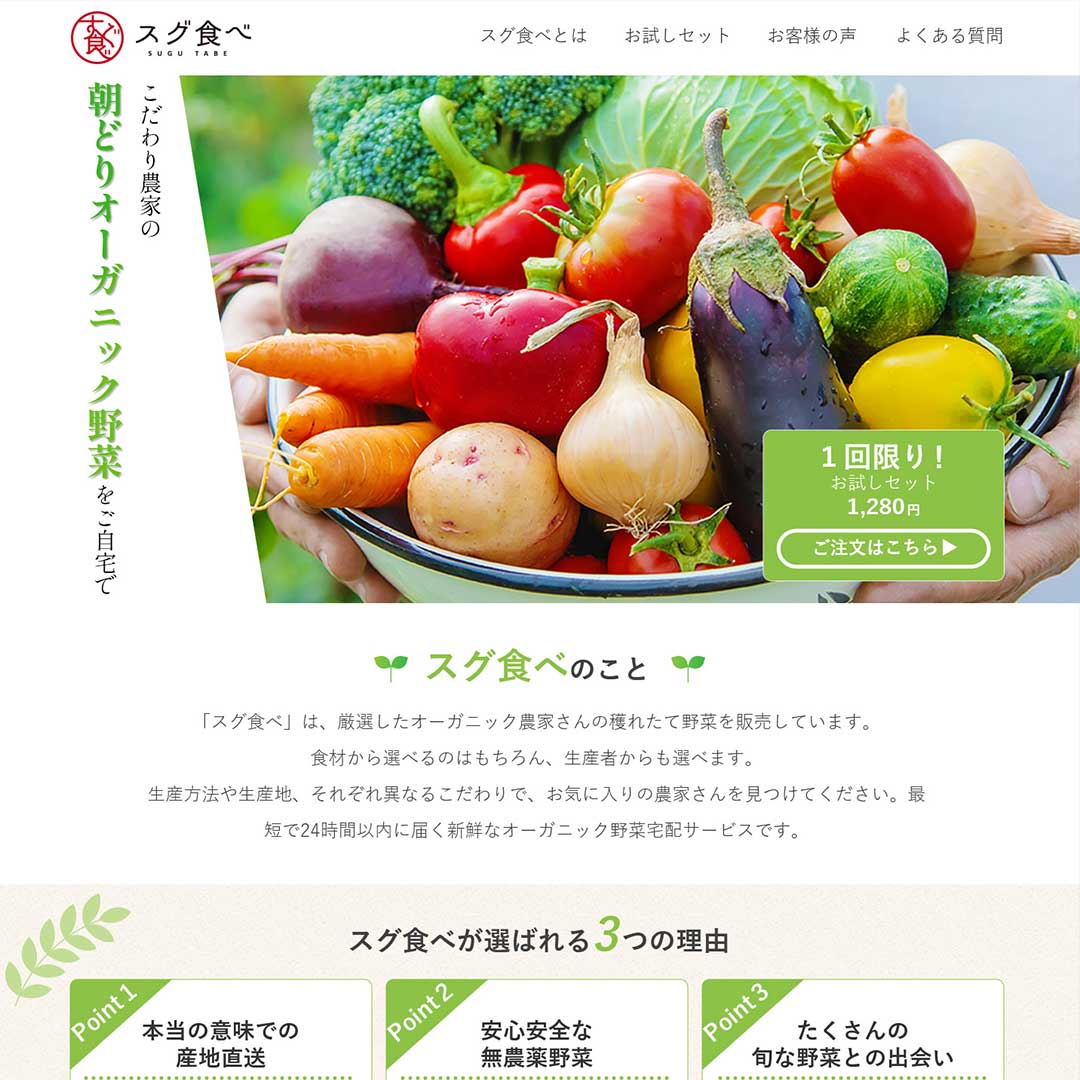 すぐ食べ
スグ食べ
SUGU TABE
スグ食べとは
お試しセット
お客様の声
よくある質問
こだわり農家の
朝どりオーガニック野菜をご自宅で
1回限り!
お試しセット
1,280円
ご注文はこちら▶
スグ食べのこと
「スグ食べ」は、厳選したオーガニック農家さんの穫れたて野菜を販売しています。
食材から選べるのはもちろん、生産者からも選べます。
生産方法や生産地、それぞれ異なるこだわりで、お気に入りの農家さんを見つけてください。最
短で24時間以内に届く新鮮なオーガニック野菜宅配サービスです。
スグ食べが選ばれる3つの理由
Point 1
本当の意味での
産地直送
Point 2
安心安全な
無農薬野菜
Point 3
たくさんの
旬な野菜との出会い